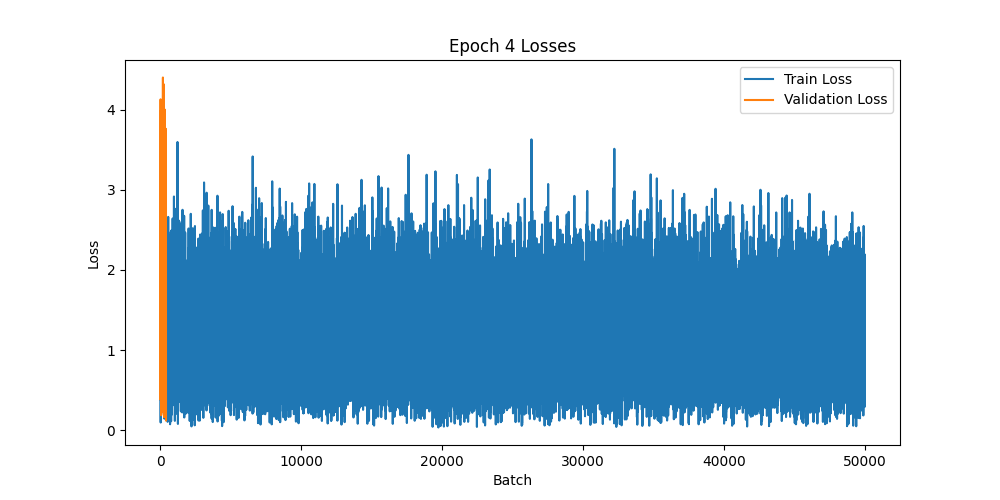 Epoch 4 Losses
Train Loss
Validation Loss
Loss
4
3
2
1
0
0 10000 20000 30000 40000 50000
Batch